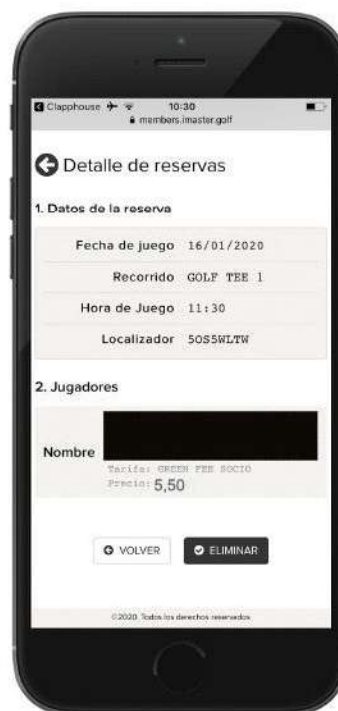 Clapphouse 10:30
members.imaster.golf
Detalle de reservas
1. Datos de la reserva
Fecha de juego 16/01/2020
Recorrido GOLF TEE 1
Hora de Juego 11:30
Localizador 5OS5WLTW
2. Jugadores
Nombre
Tarifa: GREEN FEE SOCIO
Precio: 5,50
VOLVER ELIMINAR
©2020. Todos los derechos reservados